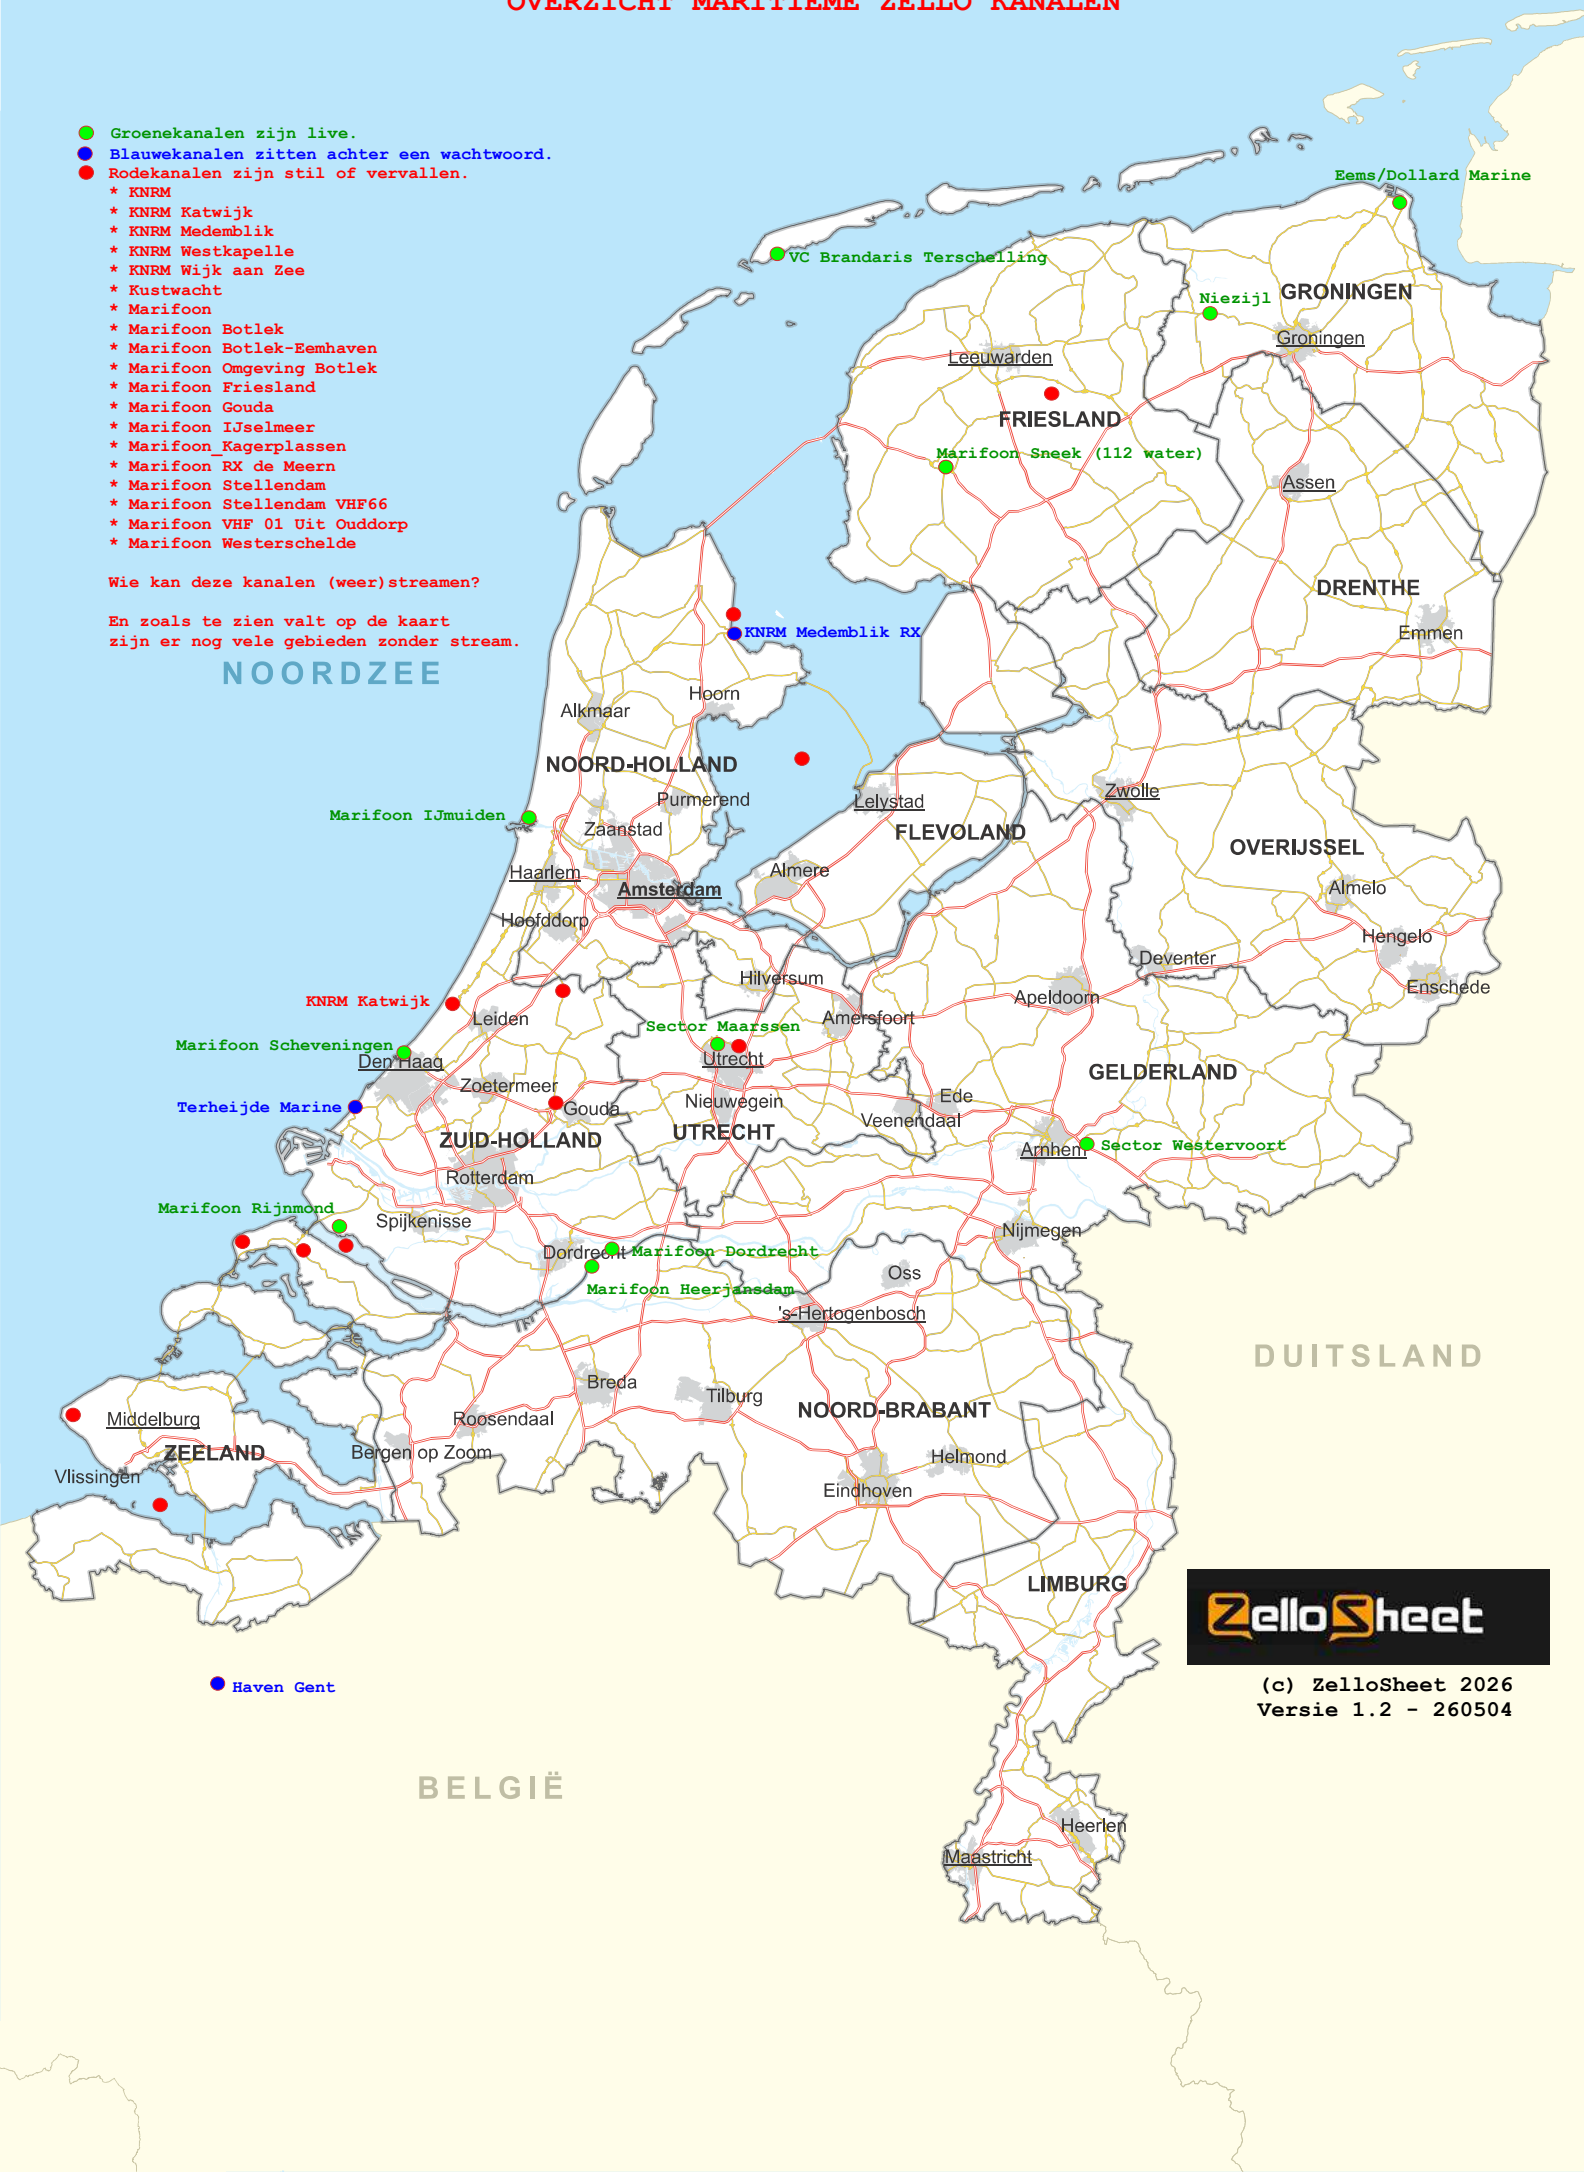 OVERZICHT MARITIEME ZELLO KANALEN
Groenekanalen zijn live.
Blauwekanalen zitten achter een wachtwoord.
Rodekanalen zijn stil of vervallen.
* KNRM
* KNRM Katwijk
* KNRM Medemblik
* KNRM Westkapelle
* KNRM Wijk aan Zee
* Kustwacht
* Marifoon
* Marifoon Botlek
* Marifoon Botlek-Eemhaven
* Marifoon Omgeving Botlek
* Marifoon Friesland
* Marifoon Gouda
* Marifoon IJselmeer
* Marifoon_Kagerplassen
* Marifoon RX de Meern
* Marifoon Stellendam
* Marifoon Stellendam VHF66
* Marifoon VHF 01 Uit Ouddorp
* Marifoon Westerschelde
Wie kan deze kanalen (weer)streamen?
En zoals te zien valt op de kaart
zijn er nog vele gebieden zonder stream.
NOORDZEE
Eems/Dollard Marine
VC Brandaris Terschelling
Niezijl
GRONINGEN
Groningen
Leeuwarden
FRIESLAND
Marifoon Sneek (112 water)
Assen
DRENTHE
Emmen
KNRM Medemblik RX
Hoorn
Alkmaar
NOORD-HOLLAND
Purmerend
Marifoon IJmuiden
Zaanstad
Haarlem
Amsterdam
Hoofddorp
Lelystad
FLEVOLAND
Almere
Zwolle
OVERIJSSEL
Almelo
Hengelo
Enschede
Deventer
Apeldoorn
Hilversum
Amersfoort
KNRM Katwijk
Leiden
Sector Maarssen
Utrecht
Marifoon Scheveningen
Den Haag
Zoetermeer
Terheijde Marine
Gouda
Nieuwegein
UTRECHT
Veenendaal
Ede
GELDERLAND
Arnhem
Sector Westervoort
ZUID-HOLLAND
Rotterdam
Marifoon Rijnmond
Spijkenisse
Nijmegen
Dordrecht
Marifoon Dordrecht
Marifoon Heerjansdam
Oss
's-Hertogenbosch
DUITSLAND
Breda
Tilburg
NOORD-BRABANT
Middelburg
ZEELAND
Vlissingen
Roosendaal
Bergen op Zoom
Helmond
Eindhoven
LIMBURG
ZelloSheet
(c) ZelloSheet 2026
Versie 1.2 - 260504
Haven Gent
BELGIË
Heerlen
Maastricht